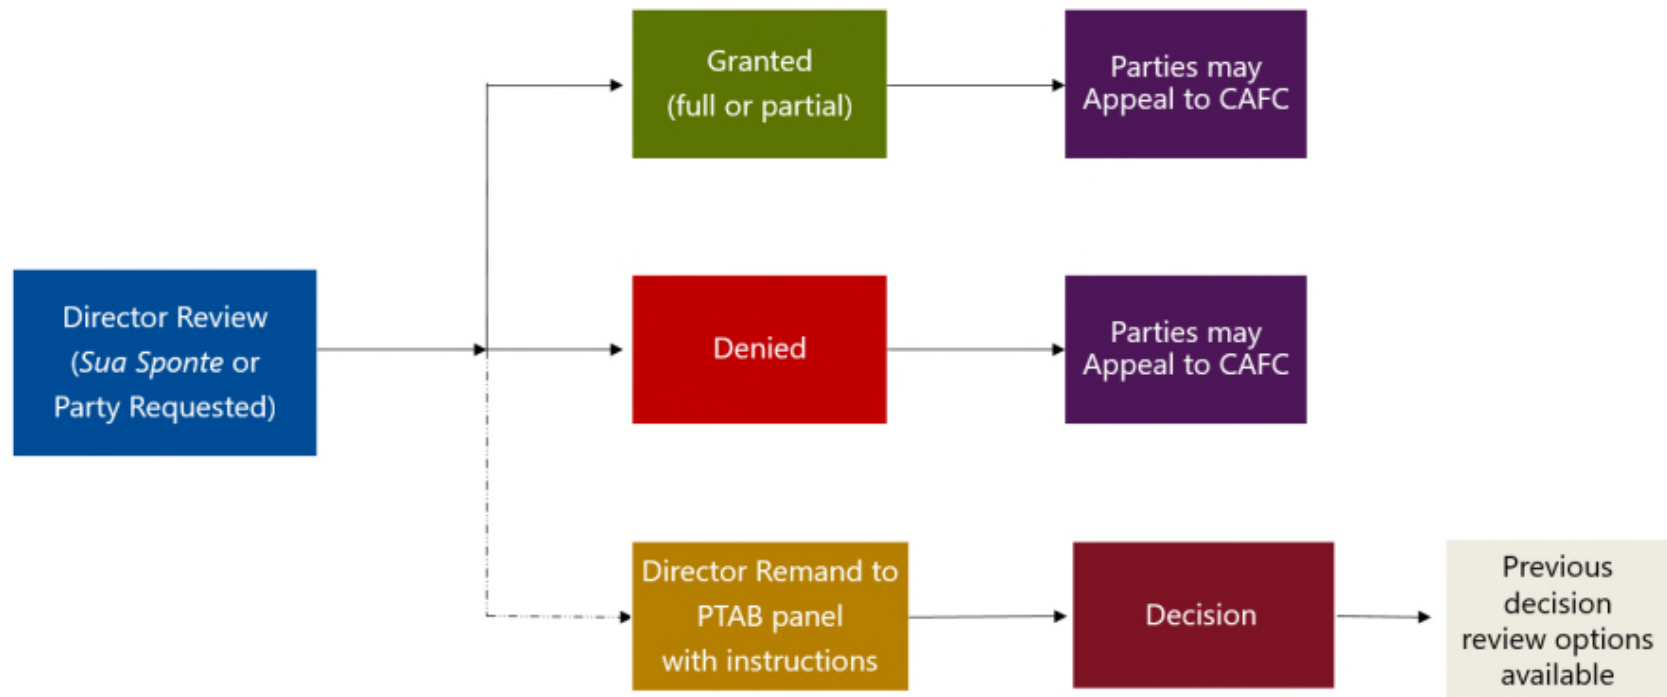 Granted
(full or partial)
Parties may
Appeal to CAFC
Director Review
(Sua Sponte or
Party Requested)
Denied
Parties may
Appeal to CAFC
Director Remand to
PTAB panel
with instructions
Decision
Previous
decision
review options
available